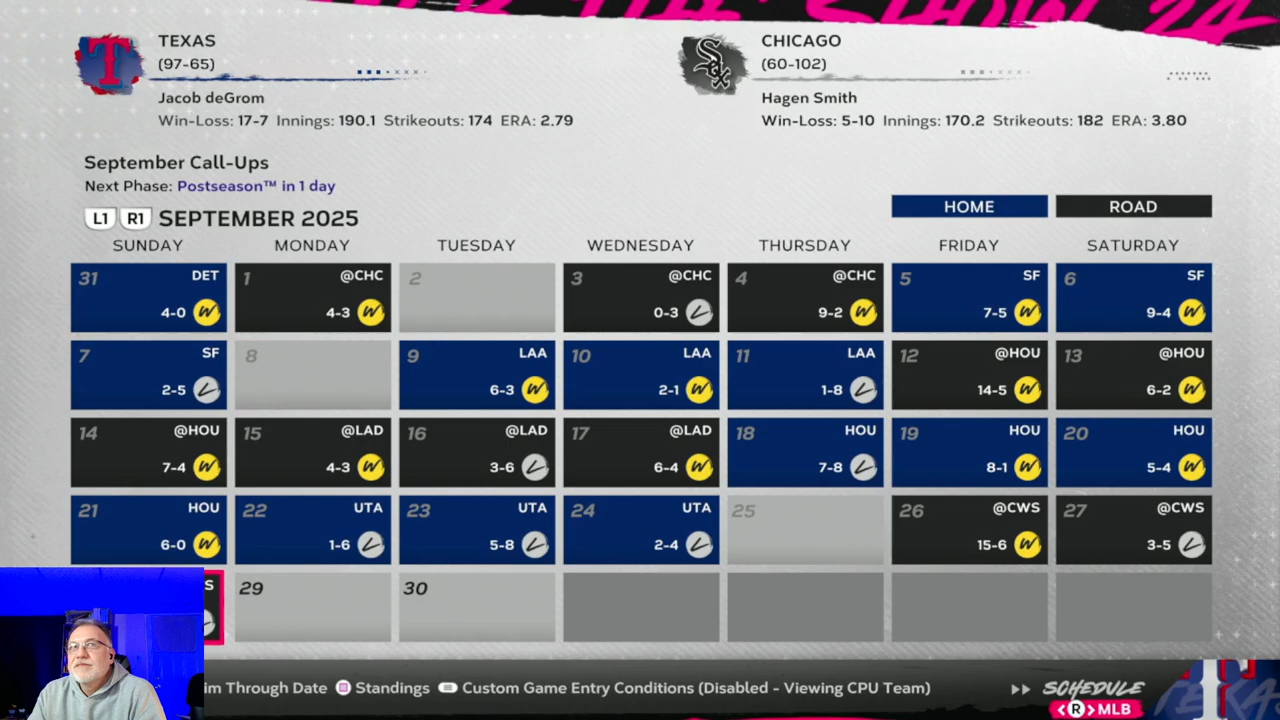 THE SHOW 24
TEXAS
(97-65)
Jacob deGrom
Win-Loss: 17-7 Innings: 190.1 Strikeouts: 174 ERA: 2.79
CHICAGO
(60-102)
Hagen Smith
Win-Loss: 5-10 Innings: 170.2 Strikeouts: 182 ERA: 3.80
September Call-Ups
Next Phase: Postseason™ in 1 day
L1 R1 SEPTEMBER 2025
HOME ROAD
SUNDAY MONDAY TUESDAY WEDNESDAY THURSDAY FRIDAY SATURDAY
31 DET 1 @CHC 2 3 @CHC 4 @CHC 5 SF 6 SF
4-0 W 4-3 W 0-3 L 9-2 W 7-5 W 9-4 W
7 SF 8 9 LAA 10 LAA 11 LAA 12 @HOU 13 @HOU
2-5 L 6-3 W 2-1 W 1-8 L 14-5 W 6-2 W
14 @HOU 15 @LAD 16 @LAD 17 @LAD 18 HOU 19 HOU 20 HOU
7-4 W 4-3 W 3-6 L 6-4 W 7-8 L 8-1 W 5-4 W
21 HOU 22 UTA 23 UTA 24 UTA 25 26 @CWS 27 @CWS
6-0 W 1-6 L 5-8 L 2-4 L 15-6 W 3-5 L
S 29 30
im Through Date Standings Custom Game Entry Conditions (Disabled - Viewing CPU Team)
SCHEDULE
R MLB